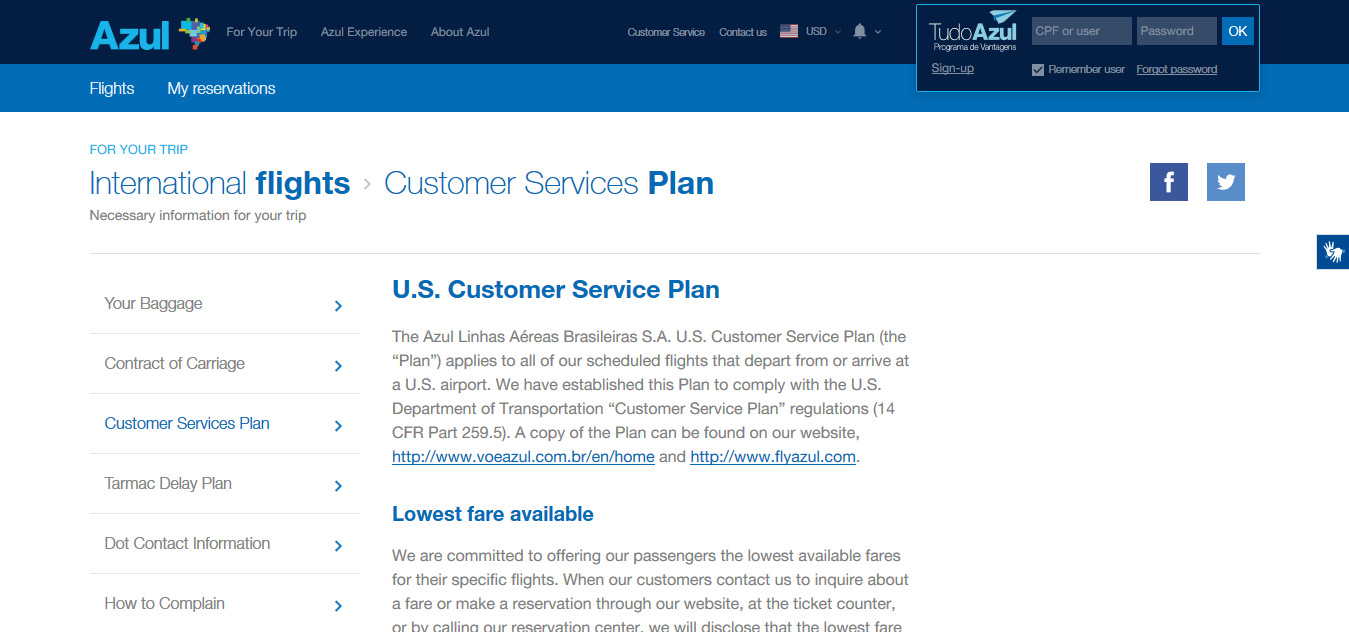 Azul
For Your Trip
Azul Experience
About Azul
Customer Service
Contact us
USD
TudoAzul
Programa de Vantagens
CPF or user
Password
OK
Sign-up
Remember user
Forgot password
Flights
My reservations
FOR YOUR TRIP
International flights › Customer Services Plan
Necessary information for your trip
f
Your Baggage
Contract of Carriage
Customer Services Plan
Tarmac Delay Plan
Dot Contact Information
How to Complain
U.S. Customer Service Plan
The Azul Linhas Aéreas Brasileiras S.A. U.S. Customer Service Plan (the
“Plan”) applies to all of our scheduled flights that depart from or arrive at
a U.S. airport. We have established this Plan to comply with the U.S.
Department of Transportation “Customer Service Plan” regulations (14
CFR Part 259.5). A copy of the Plan can be found on our website,
http://www.voeazul.com.br/en/home and http://www.flyazul.com.
Lowest fare available
We are committed to offering our passengers the lowest available fares
for their specific flights. When our customers contact us to inquire about
a fare or make a reservation through our website, at the ticket counter,
or by calling our reservation center, we will disclose that the lowest fare